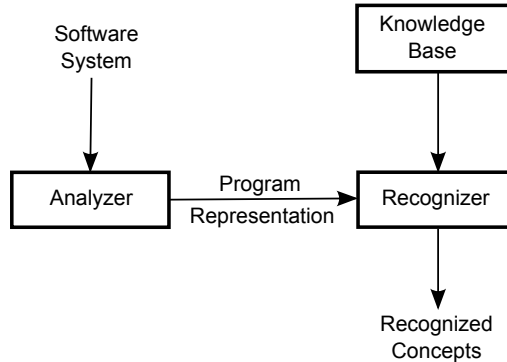 Software
System
Knowledge
Base
Analyzer
Program
Representation
Recognizer
Recognized
Concepts